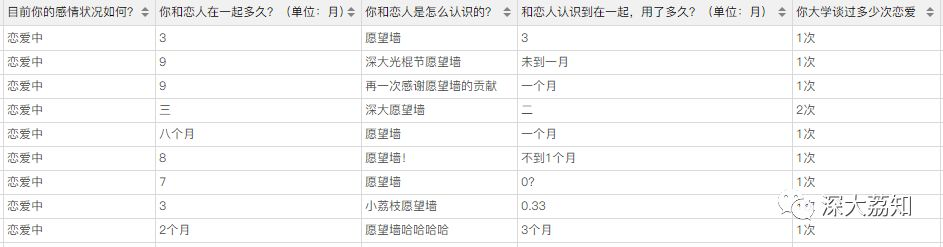 目前你的感情状况如何? 你和恋人在一起多久？（单位：月） 你和恋人是怎么认识的? 和恋人认识到在一起，用了多久？（单位：月） 你大学谈过多少次恋爱
恋爱中 3 愿望墙 3 1次
恋爱中 9 深大光棍节愿望墙 未到一月 1次
恋爱中 9 再一次感谢愿望墙的贡献 一个月 1次
恋爱中 三 深大愿望墙 二 2次
恋爱中 八个月 愿望墙 一个月 1次
恋爱中 8 愿望墙! 不到1个月 1次
恋爱中 7 愿望墙 0? 1次
恋爱中 3 小荔枝愿望墙 0.33
恋爱中 2个月 愿望墙哈哈哈哈 3个月 1次
深大荔知